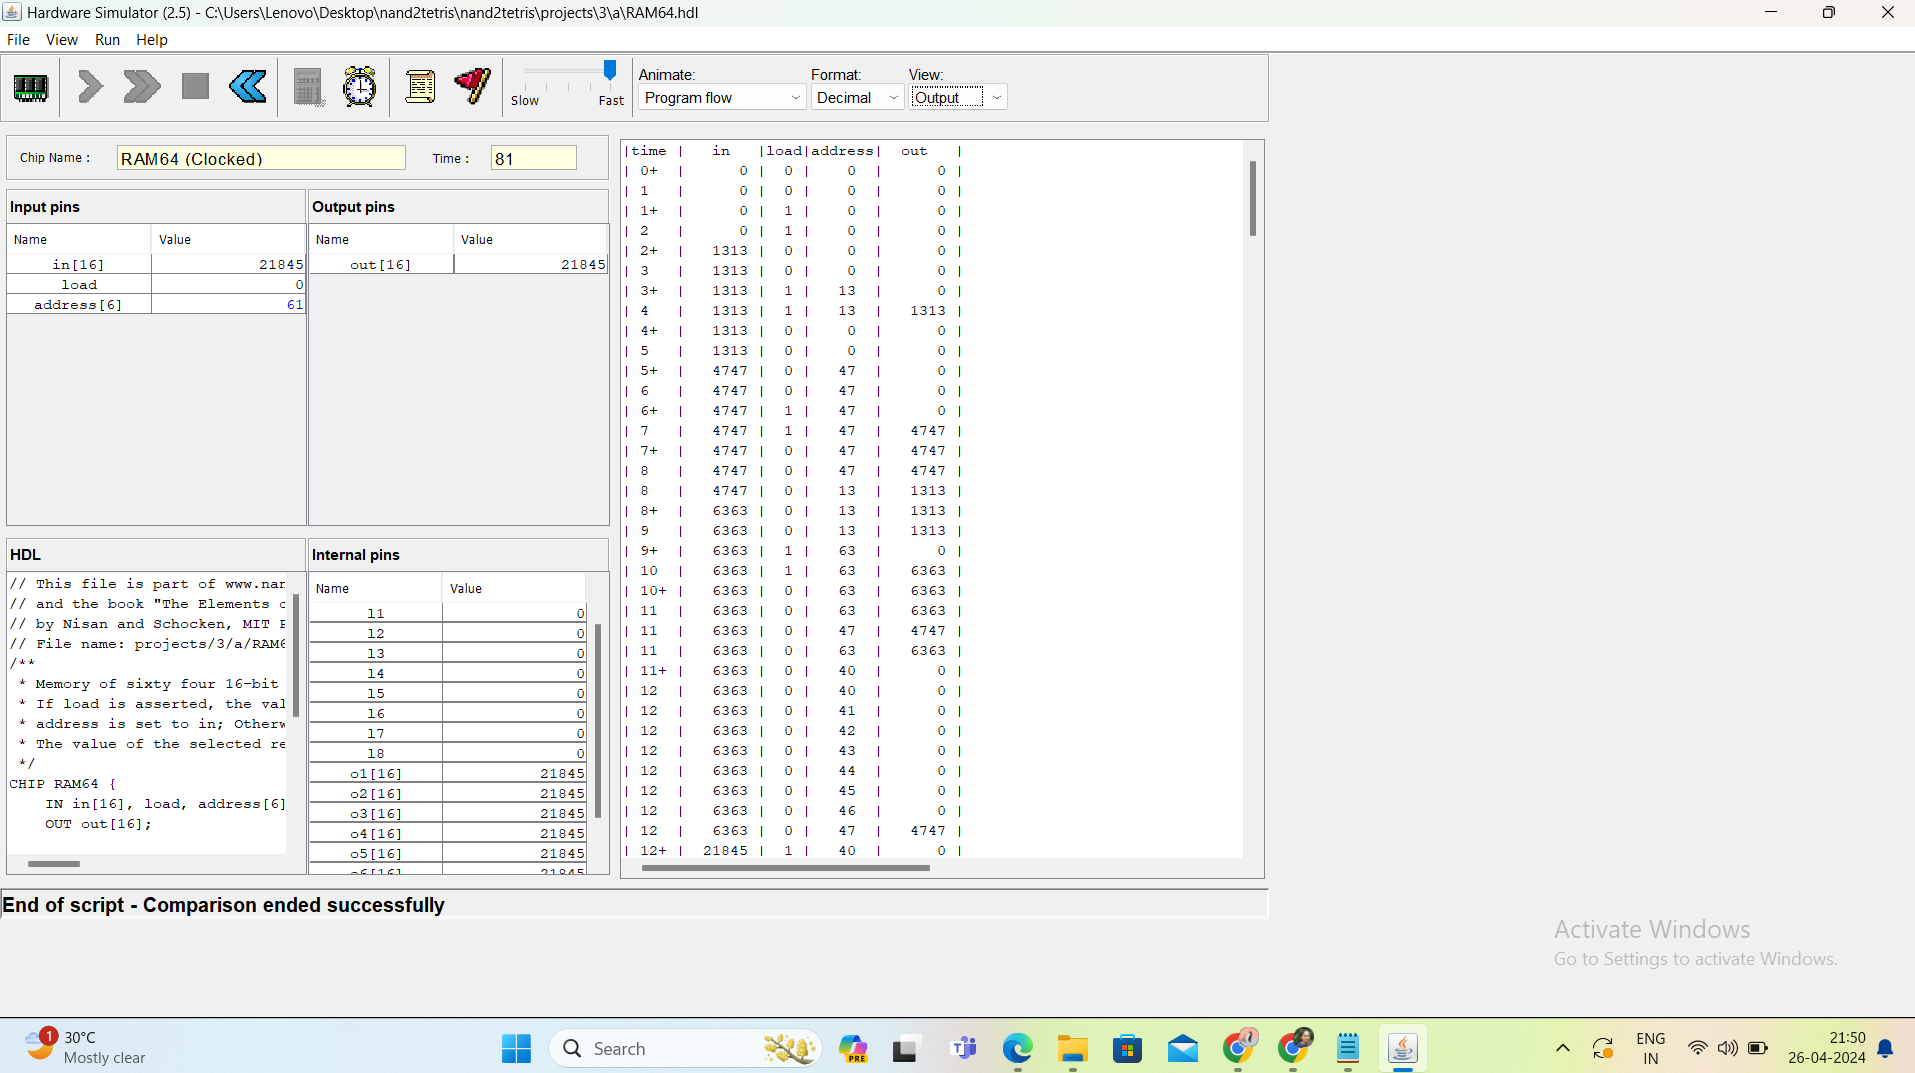 Hardware Simulator (2.5) - C:\Users\Lenovo\Desktop\nand2tetris\nand2tetris\projects\3\a\RAM64.hdl
File View Run Help
Slow Fast
Animate: Format: View:
Program flow Decimal Output
Chip Name : RAM64 (Clocked) Time : 81
Input pins
Name Value
in[16] 21845
load 0
address[6] 61
Output pins
Name Value
out[16] 21845
HDL
// This file is part of www.nan
// and the book "The Elements o
// by Nisan and Schocken, MIT P
// File name: projects/3/a/RAM6
/**
* Memory of sixty four 16-bit
* If load is asserted, the val
* address is set to in; Otherw
* The value of the selected re
*/
CHIP RAM64 {
IN in[16], load, address[6]
OUT out[16];
Internal pins
Name Value
l1 0
l2 0
l3 0
l4 0
l5 0
l6 0
l7 0
l8 0
o1[16] 21845
o2[16] 21845
o3[16] 21845
o4[16] 21845
o5[16] 21845
o6[16] 21845
|time | in |load|address| out |
| 0+ | 0 | 0 | 0 | 0 |
| 1 | 0 | 0 | 0 | 0 |
| 1+ | 0 | 1 | 0 | 0 |
| 2 | 0 | 1 | 0 | 0 |
| 2+ | 1313 | 0 | 0 | 0 |
| 3 | 1313 | 0 | 0 | 0 |
| 3+ | 1313 | 1 | 13 | 0 |
| 4 | 1313 | 1 | 13 | 1313 |
| 4+ | 1313 | 0 | 0 | 0 |
| 5 | 1313 | 0 | 0 | 0 |
| 5+ | 4747 | 0 | 47 | 0 |
| 6 | 4747 | 0 | 47 | 0 |
| 6+ | 4747 | 1 | 47 | 0 |
| 7 | 4747 | 1 | 47 | 4747 |
| 7+ | 4747 | 0 | 47 | 4747 |
| 8 | 4747 | 0 | 47 | 4747 |
| 8 | 4747 | 0 | 13 | 1313 |
| 8+ | 6363 | 0 | 13 | 1313 |
| 9 | 6363 | 0 | 13 | 1313 |
| 9+ | 6363 | 1 | 63 | 0 |
| 10 | 6363 | 1 | 63 | 6363 |
| 10+ | 6363 | 0 | 63 | 6363 |
| 11 | 6363 | 0 | 63 | 6363 |
| 11 | 6363 | 0 | 47 | 4747 |
| 11 | 6363 | 0 | 63 | 6363 |
| 11+ | 6363 | 0 | 40 | 0 |
| 12 | 6363 | 0 | 40 | 0 |
| 12 | 6363 | 0 | 41 | 0 |
| 12 | 6363 | 0 | 42 | 0 |
| 12 | 6363 | 0 | 43 | 0 |
| 12 | 6363 | 0 | 44 | 0 |
| 12 | 6363 | 0 | 45 | 0 |
| 12 | 6363 | 0 | 46 | 0 |
| 12 | 6363 | 0 | 47 | 4747 |
| 12+ | 21845 | 1 | 40 | 0 |
End of script - Comparison ended successfully
Activate Windows
Go to Settings to activate Windows.
1
30°C
Mostly clear
Search
PRE
ENG
IN
21:50
26-04-2024